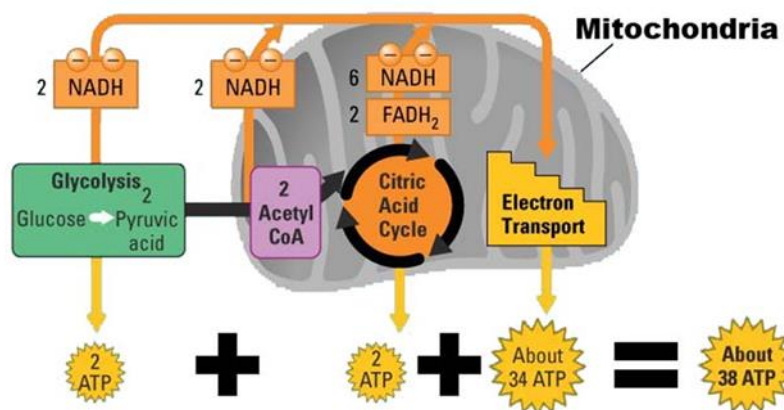 Mitochondria
2 NADH
2 NADH
6 NADH
2 FADH₂
Glycolysis
2
Glucose Pyruvic
acid
2
Acetyl
CoA
Citric
Acid
Cycle
Electron
Transport
2
ATP
+
2
ATP
+
About
34 ATP
=
About
38 ATP